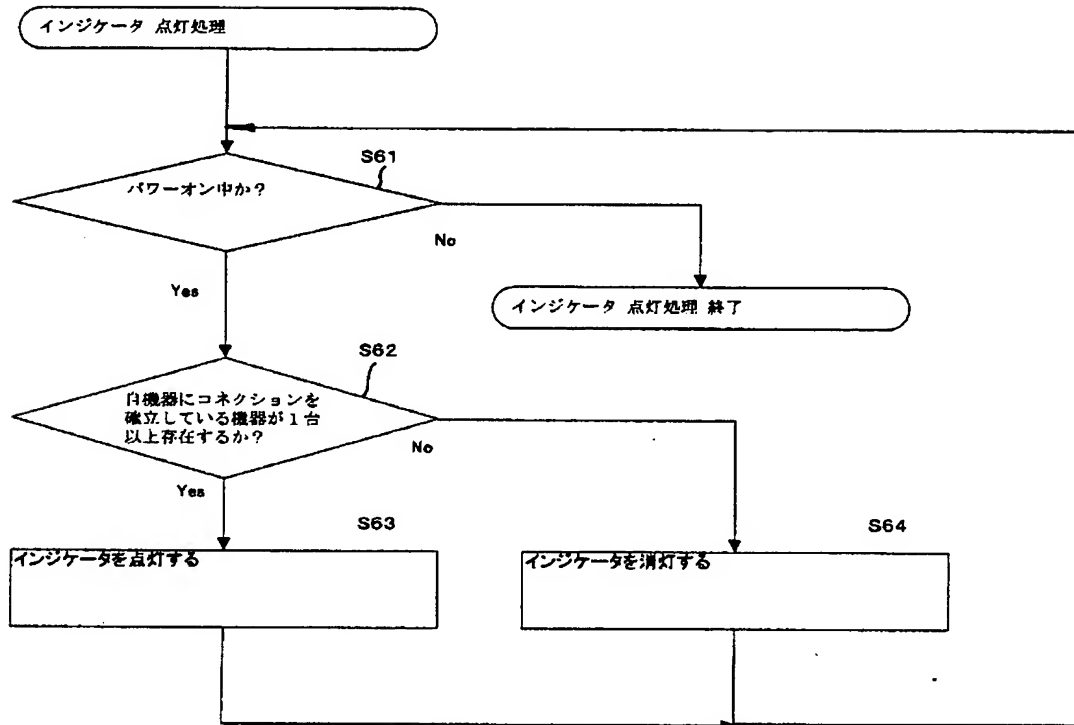 インジケータ 点灯処理
S61
パワーオン中か?
No
Yes
インジケータ 点灯処理 終了
S62
自機器にコネクションを
確立している機器が1台
以上存在するか?
No
Yes
S63
S64
インジケータを点灯する
インジケータを消灯する